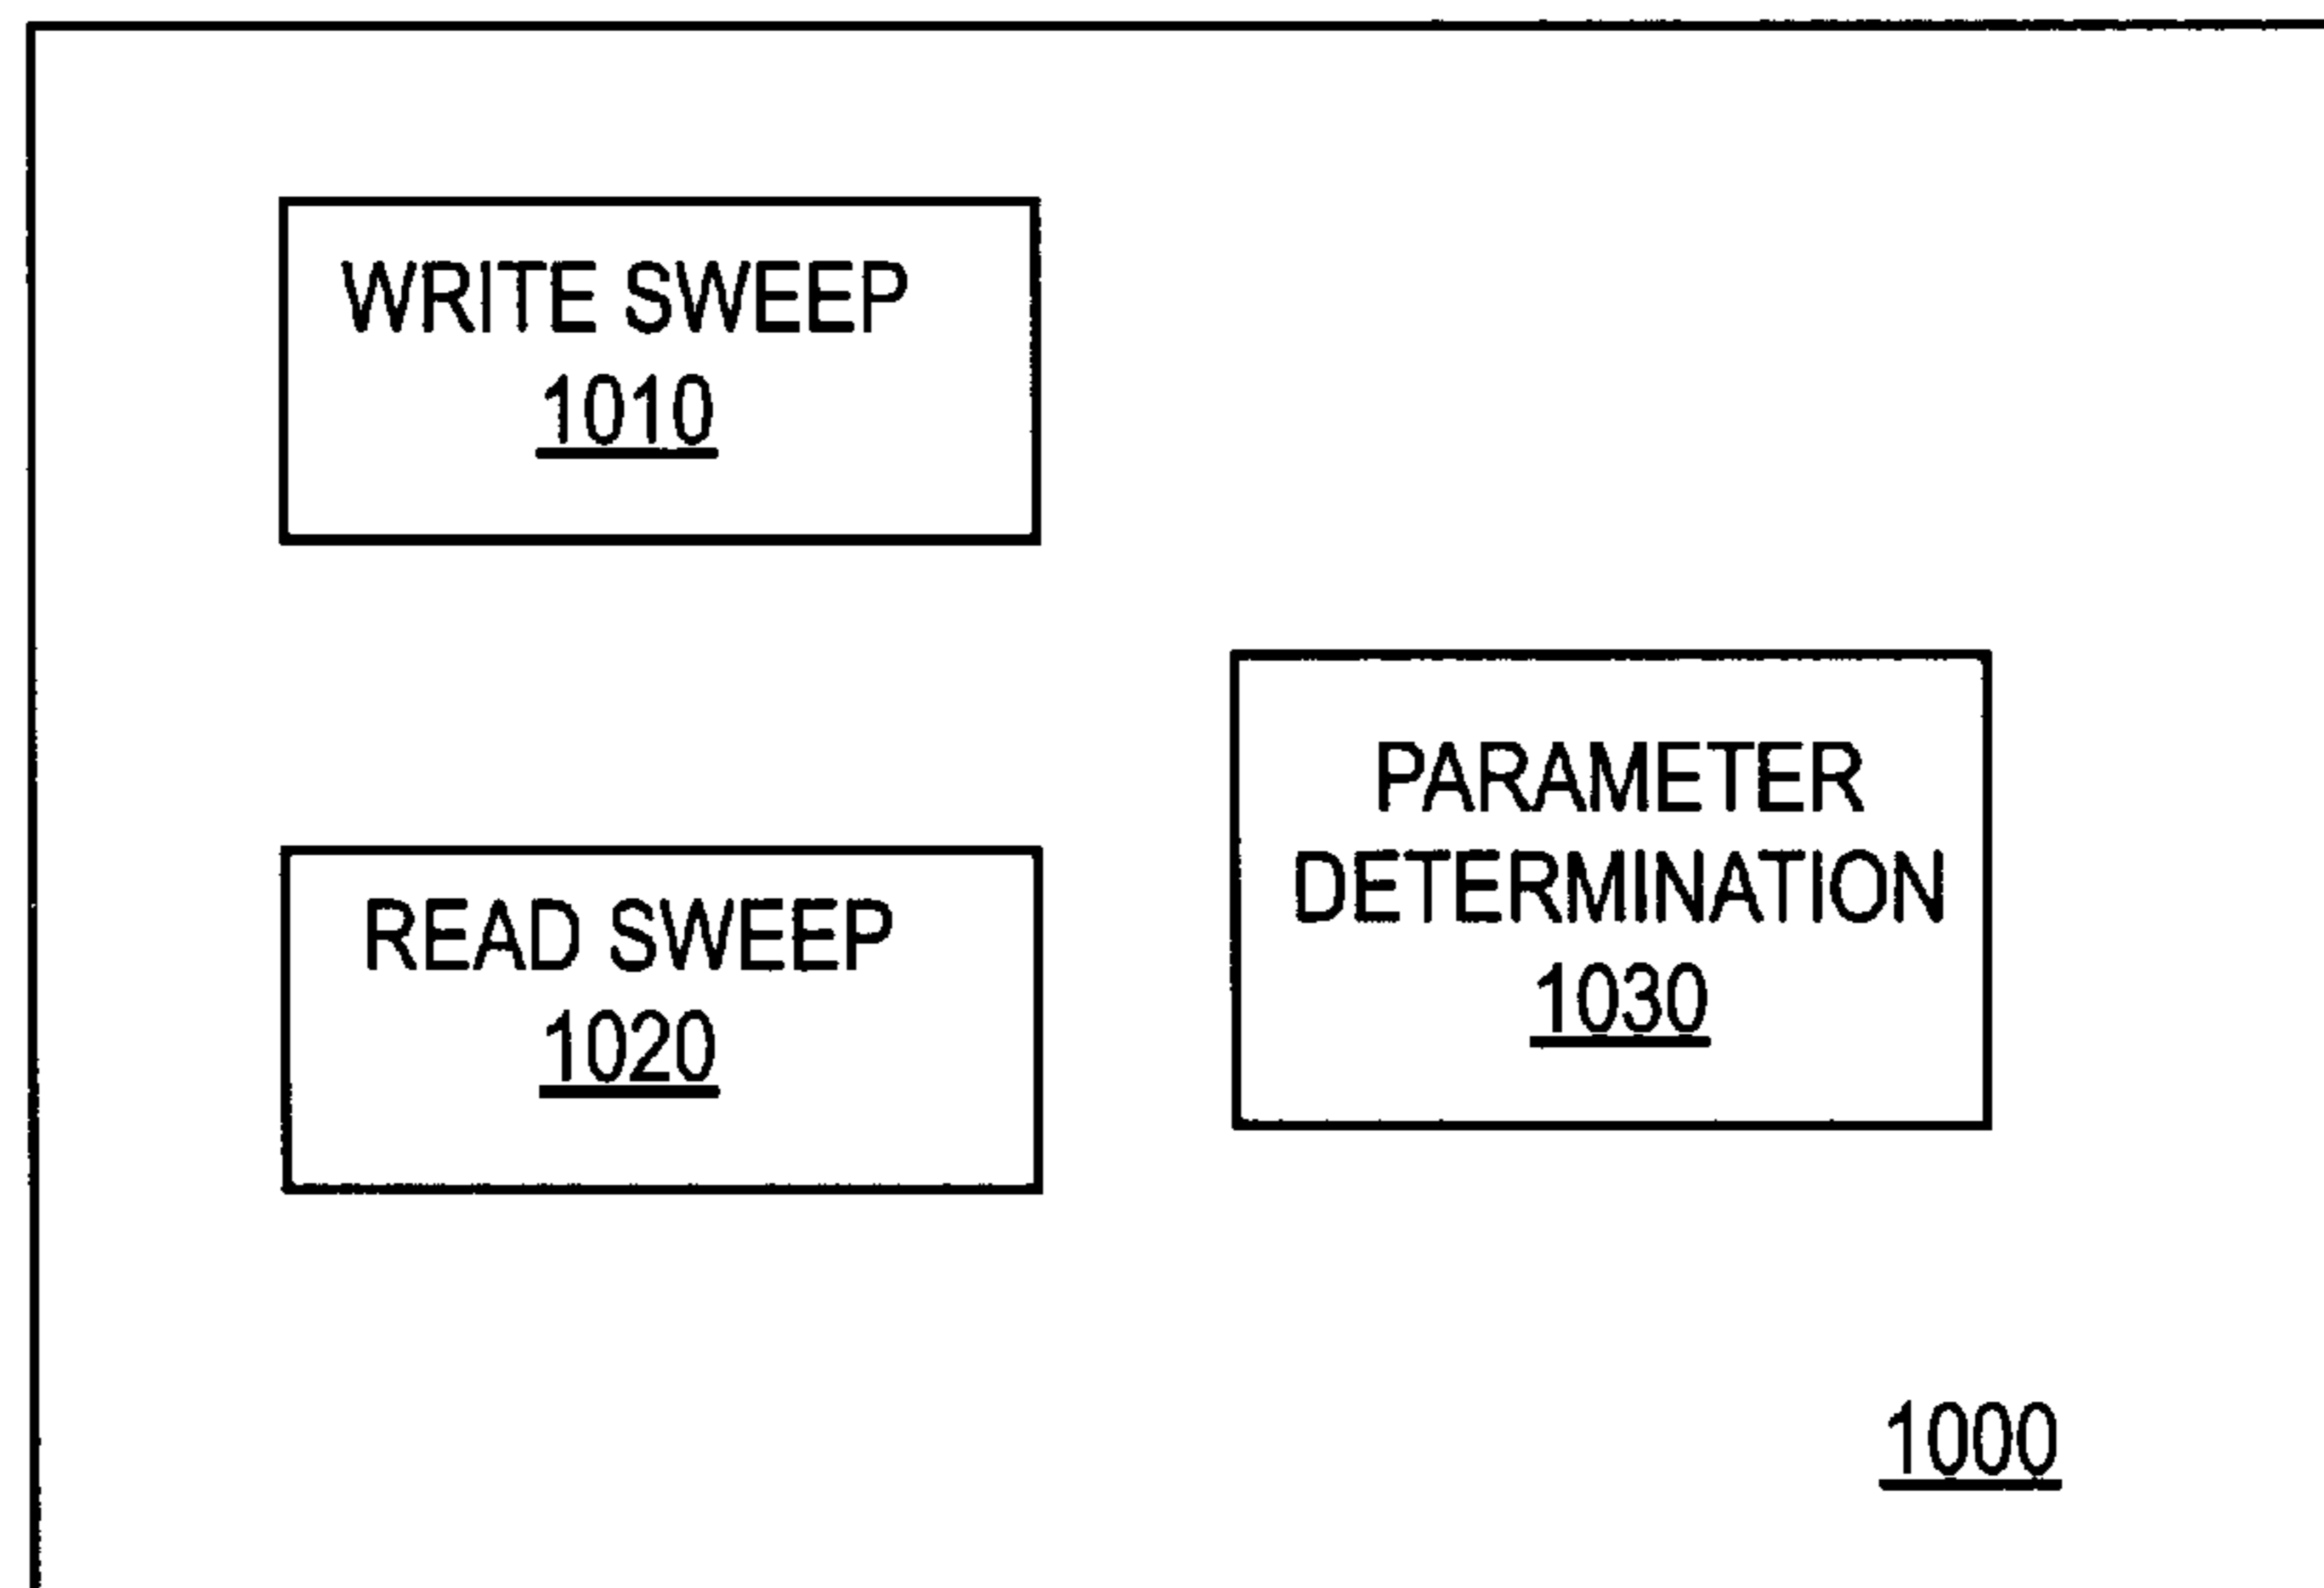 WRITE SWEEP
1010
READ SWEEP
1020
PARAMETER
DETERMINATION
1030
1000